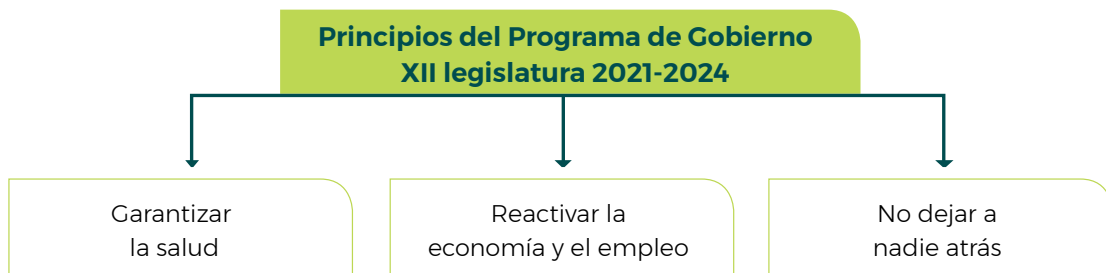 Principios del Programa de Gobierno
XII legislatura 2021-2024
Garantizar
la salud
Reactivar la
economía y el empleo
No dejar a
nadie atrás